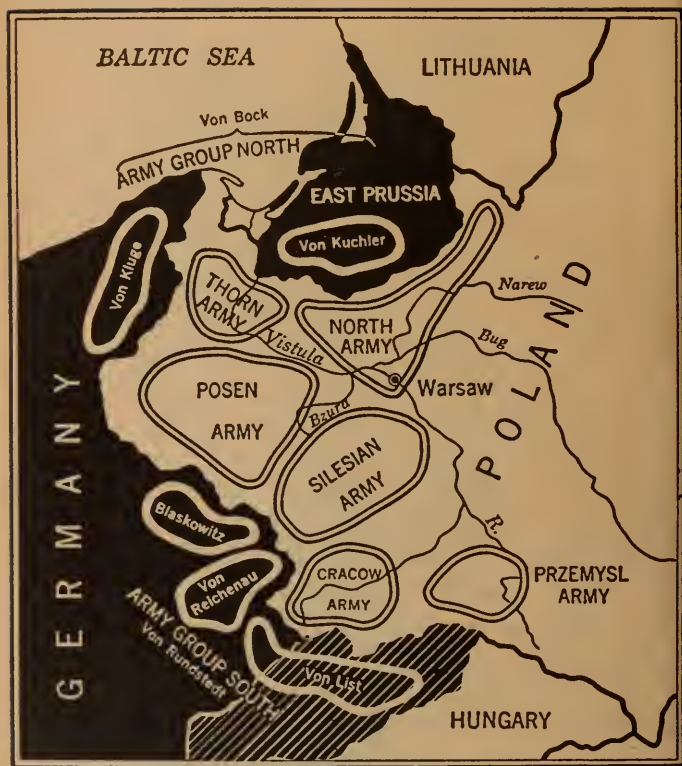 BALTIC SEA
LITHUANIA
Von Bock
ARMY GROUP NORTH
EAST PRUSSIA
Von Kluge
Von Kuchler
THORN
ARMY
NORTH
ARMY
Narew
Vistula
Bug
POSEN
ARMY
Warsaw
Bzura
POLAND
SILESIAN
ARMY
GERMANY
Blaskowitz
R.
Von
Reichenau
CRACOW
ARMY
PRZEMYSL
ARMY
ARMY GROUP SOUTH
Von Rundstedt
Von List
HUNGARY